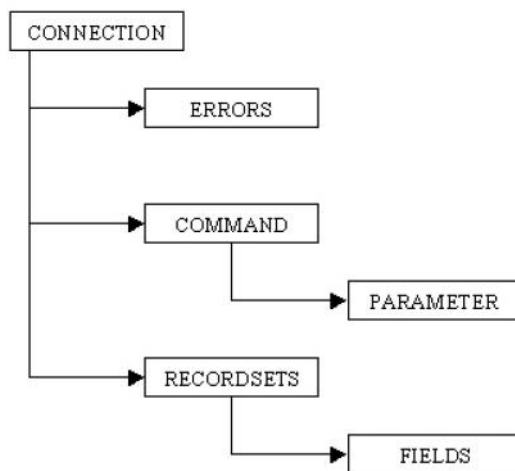 CONNECTION
ERRORS
COMMAND
PARAMETER
RECORDSETS
FIELDS